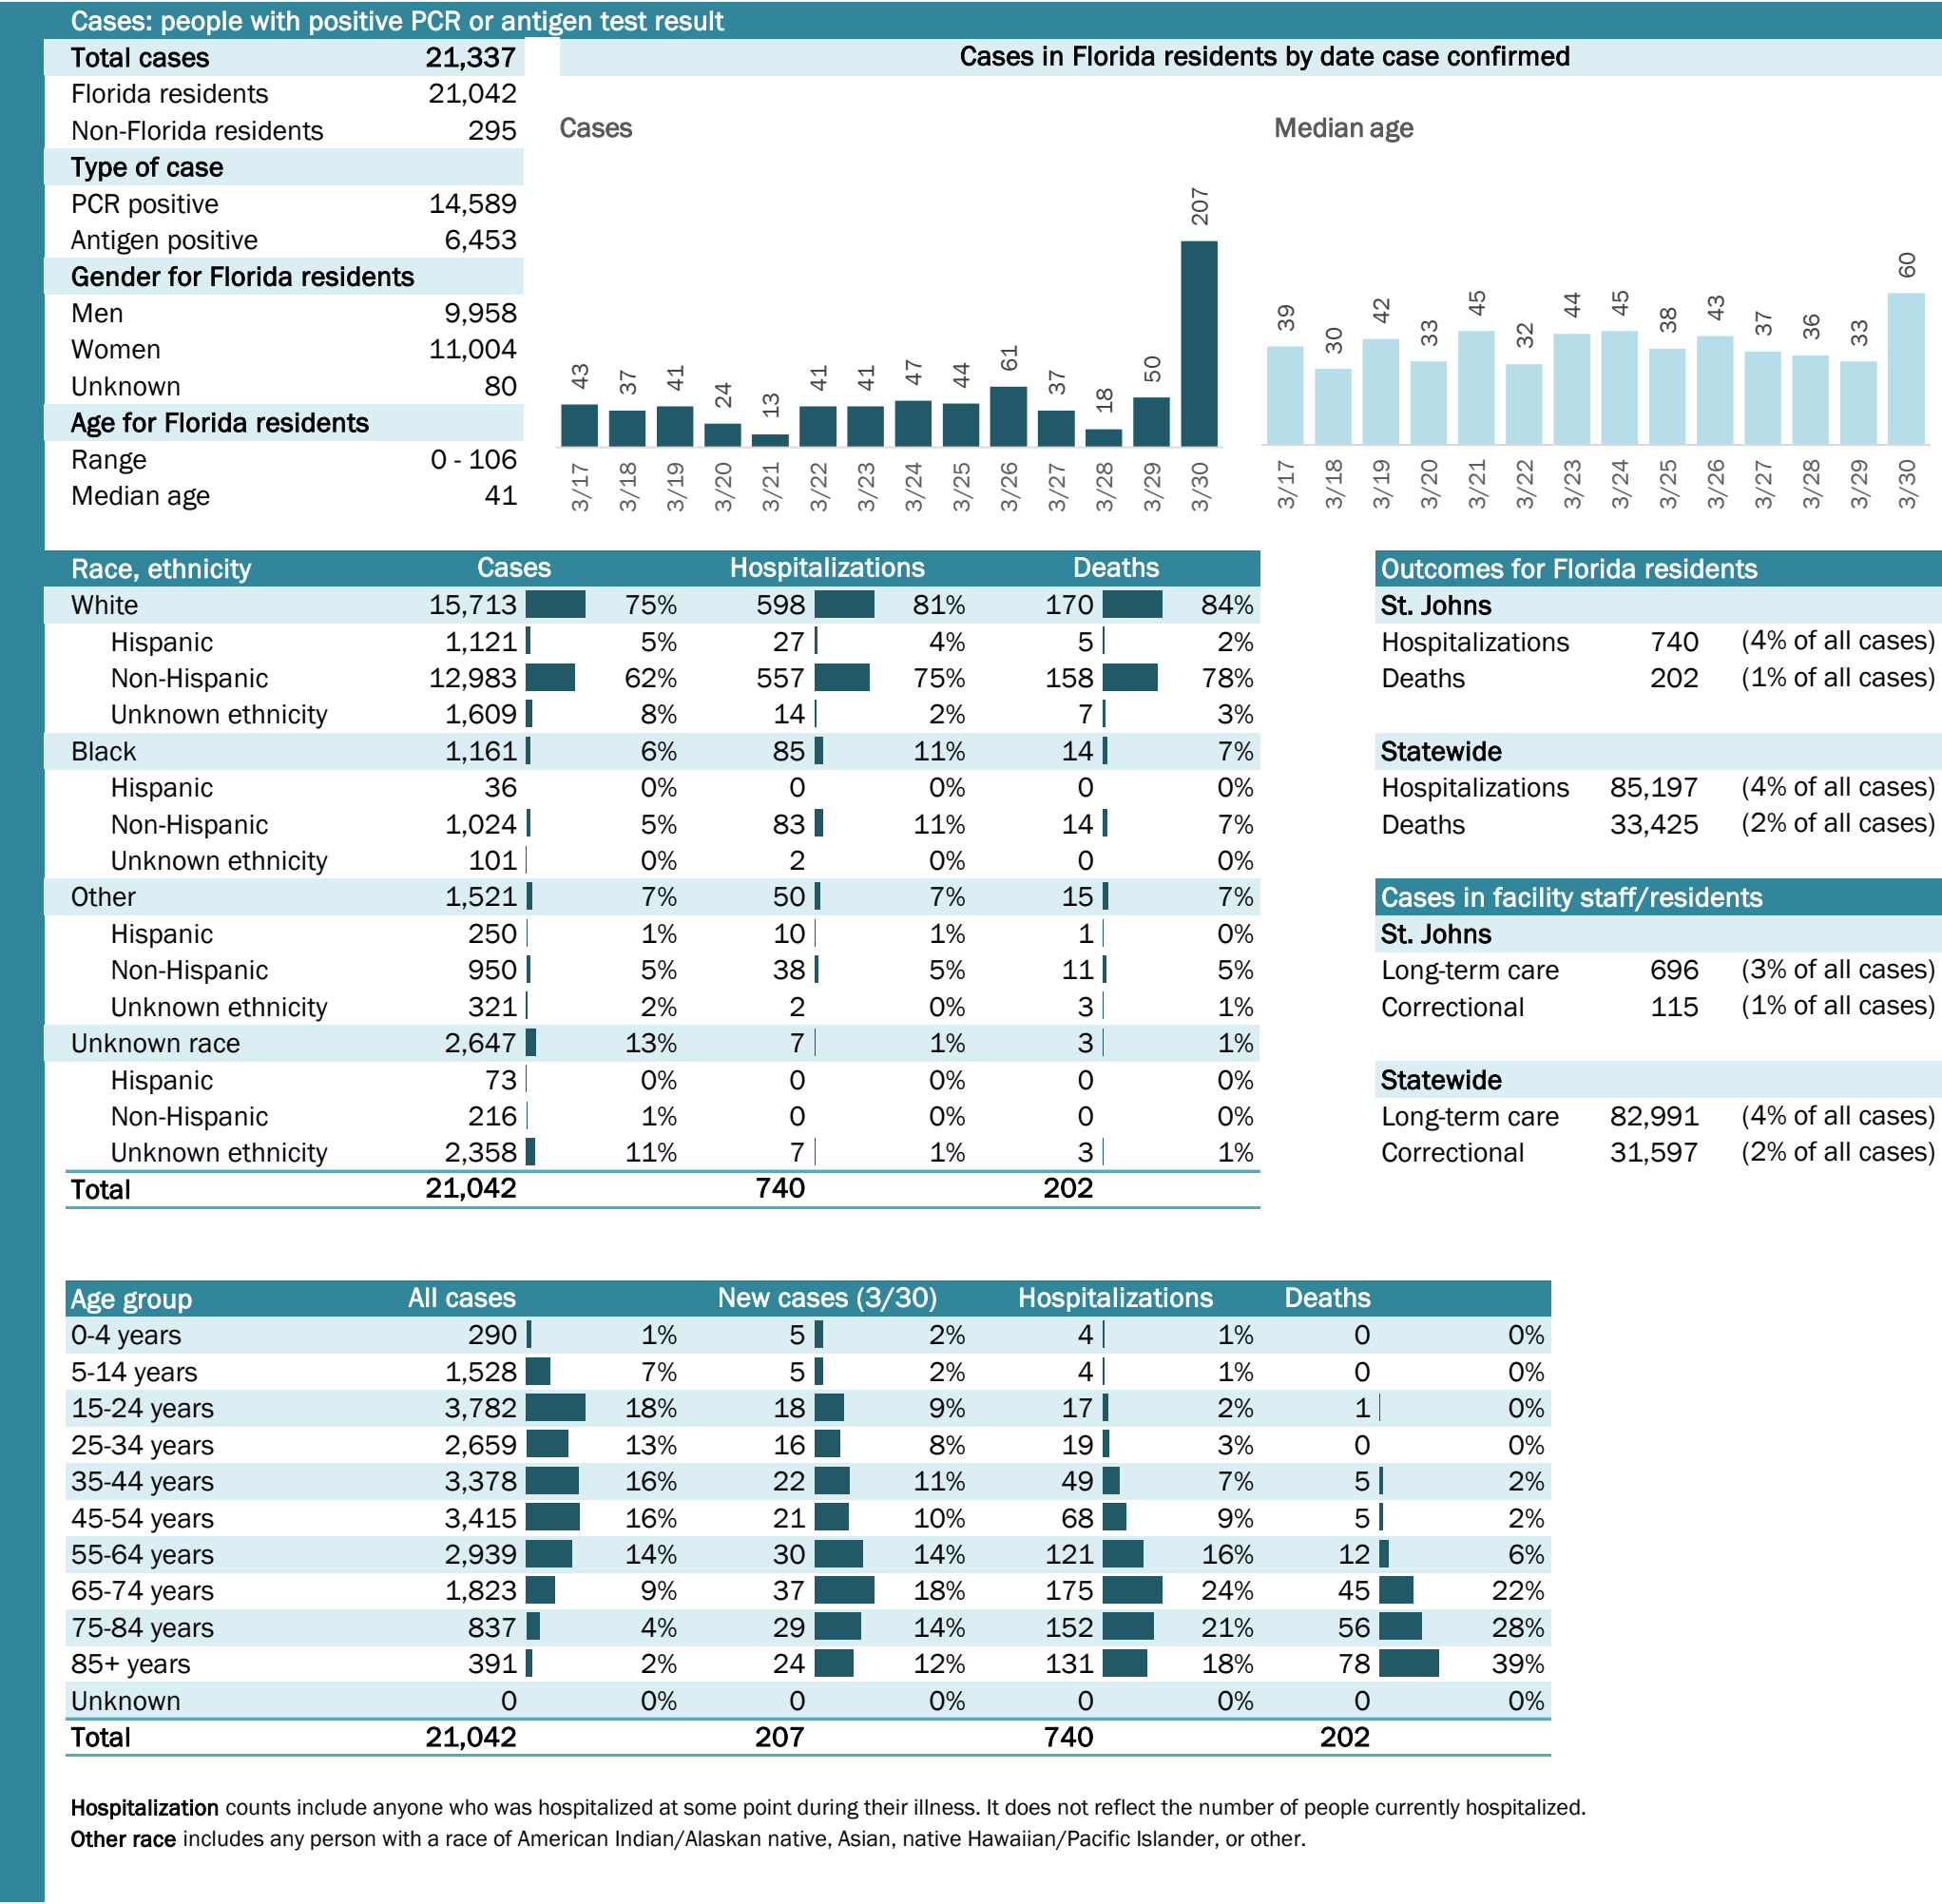 Cases: people with positive PCR or antigen test result
Total cases 21,337
Florida residents 21,042
Non-Florida residents 295
Type of case
PCR positive 14,589
Antigen positive 6,453
Gender for Florida residents
Men 9,958
Women 11,004
Unknown 80
Age for Florida residents
Range 0 - 106
Median age 41
Cases in Florida residents by date case confirmed
Cases
43 37 41 24 13 41 41 47 44 61 37 18 50 207
3/17 3/18 3/19 3/20 3/21 3/22 3/23 3/24 3/25 3/26 3/27 3/28 3/29 3/30
Median age
39 30 42 33 45 32 44 45 38 43 37 36 33 60
3/17 3/18 3/19 3/20 3/21 3/22 3/23 3/24 3/25 3/26 3/27 3/28 3/29 3/30
Race, ethnicity Cases Hospitalizations Deaths
White 15,713 75% 598 81% 170 84%
Hispanic 1,121 5% 27 4% 5 2%
Non-Hispanic 12,983 62% 557 75% 158 78%
Unknown ethnicity 1,609 8% 14 2% 7 3%
Black 1,161 6% 85 11% 14 7%
Hispanic 36 0% 0 0% 0 0%
Non-Hispanic 1,024 5% 83 11% 14 7%
Unknown ethnicity 101 0% 2 0% 0 0%
Other 1,521 7% 50 7% 15 7%
Hispanic 250 1% 10 1% 1 0%
Non-Hispanic 950 5% 38 5% 11 5%
Unknown ethnicity 321 2% 2 0% 3 1%
Unknown race 2,647 13% 7 1% 3 1%
Hispanic 73 0% 0 0% 0 0%
Non-Hispanic 216 1% 0 0% 0 0%
Unknown ethnicity 2,358 11% 7 1% 3 1%
Total 21,042 740 202
Outcomes for Florida residents
St. Johns
Hospitalizations 740 (4% of all cases)
Deaths 202 (1% of all cases)
Statewide
Hospitalizations 85,197 (4% of all cases)
Deaths 33,425 (2% of all cases)
Cases in facility staff/residents
St. Johns
Long-term care 696 (3% of all cases)
Correctional 115 (1% of all cases)
Statewide
Long-term care 82,991 (4% of all cases)
Correctional 31,597 (2% of all cases)
Age group All cases New cases (3/30) Hospitalizations Deaths
0-4 years 290 1% 5 2% 4 1% 0 0%
5-14 years 1,528 7% 5 2% 4 1% 0 0%
15-24 years 3,782 18% 18 9% 17 2% 1 0%
25-34 years 2,659 13% 16 8% 19 3% 0 0%
35-44 years 3,378 16% 22 11% 49 7% 5 2%
45-54 years 3,415 16% 21 10% 68 9% 5 2%
55-64 years 2,939 14% 30 14% 121 16% 12 6%
65-74 years 1,823 9% 37 18% 175 24% 45 22%
75-84 years 837 4% 29 14% 152 21% 56 28%
85+ years 391 2% 24 12% 131 18% 78 39%
Unknown 0 0% 0 0% 0 0% 0 0%
Total 21,042 207 740 202
Hospitalization counts include anyone who was hospitalized at some point during their illness. It does not reflect the number of people currently hospitalized.
Other race includes any person with a race of American Indian/Alaskan native, Asian, native Hawaiian/Pacific Islander, or other.